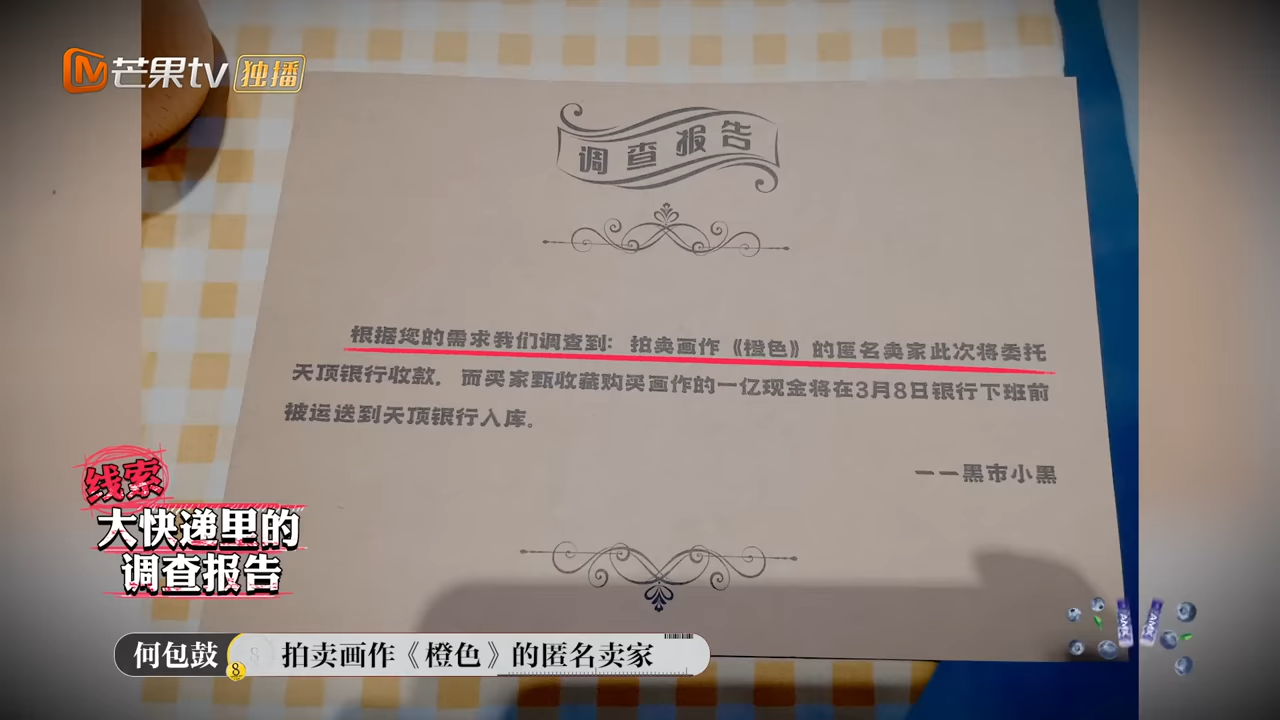 芒果tv 独播
调查报告
根据您的需求我们调查到：拍卖画作《橙色》的匿名卖家此次将委托
天顶银行收款，而买家甄收藏购买画作的一亿现金将在3月8日银行下班前
被运送到天顶银行入库。
——黑市小黑
线索
大快递里的
调查报告
何包鼓 8 拍卖画作《橙色》的匿名卖家